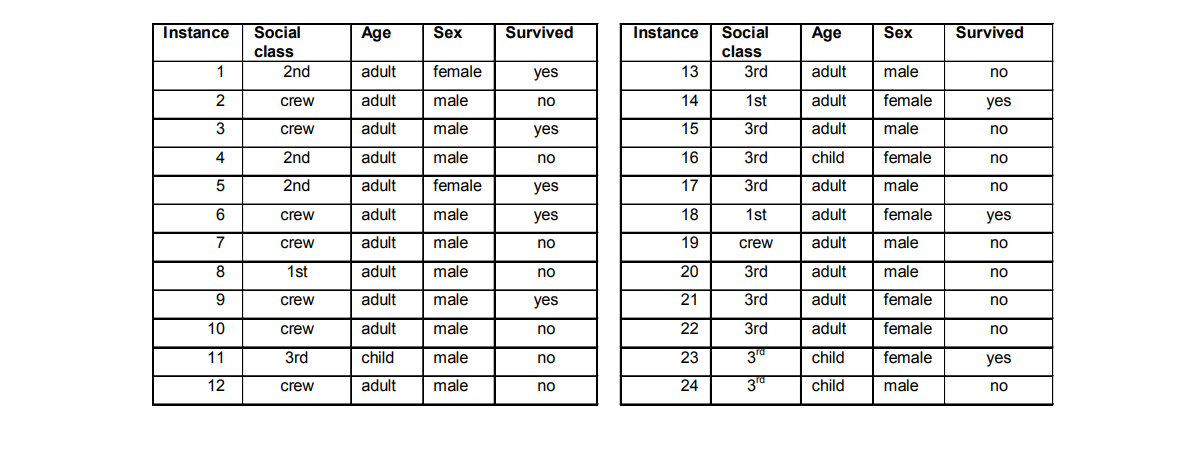 Instance Social class Age Sex Survived
1 2nd adult female yes
2 crew adult male no
3 crew adult male yes
4 2nd adult male no
5 2nd adult female yes
6 crew adult male yes
7 crew adult male no
8 1st adult male no
9 crew adult male yes
10 crew adult male no
11 3rd child male no
12 crew adult male no
Instance Social class Age Sex Survived
13 3rd adult male no
14 1st adult female yes
15 3rd adult male no
16 3rd child female no
17 3rd adult male no
18 1st adult female yes
19 crew adult male no
20 3rd adult male no
21 3rd adult female no
22 3rd adult female no
23 3rd child female yes
24 3rd child male no